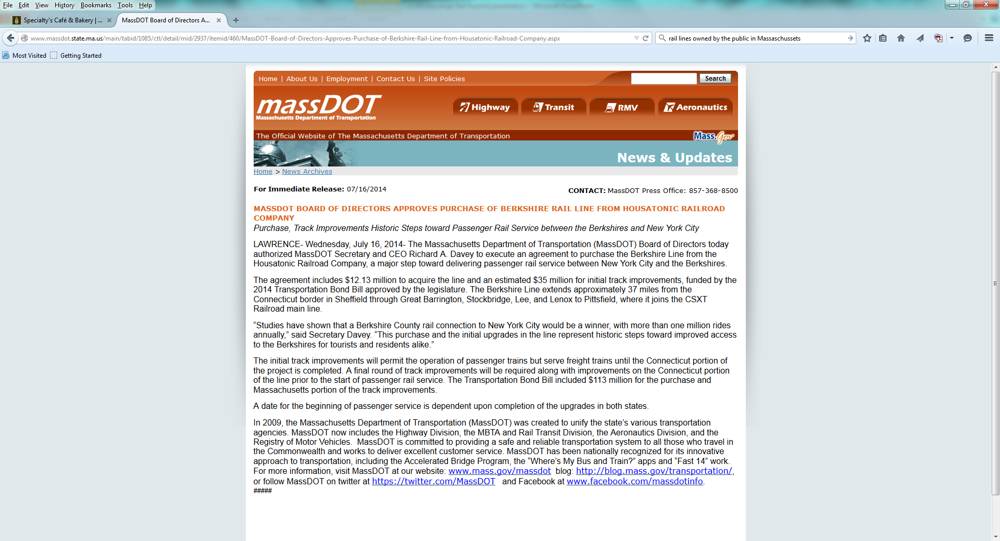 File Edit View History Bookmarks Tools Help
Specialty's Café & Bakery | ...
MassDOT Board of Directors A...
www.massdot.state.ma.us/main/tabid/1085/ctl/detail/mid/2937/itemid/460/MassDOT-Board-of-Directors-Approves-Purchase-of-Berkshire-Rail-Line-from-Housatonic-Railroad-Company.aspx
rail lines owned by the public in Massaschussets
Most Visited Getting Started
Home | About Us | Employment | Contact Us | Site Policies
Search
massDOT
Massachusetts Department of Transportation
Highway Transit RMV Aeronautics
The Official Website of The Massachusetts Department of Transportation
Mass.Gov
News & Updates
Home > News Archives
For Immediate Release: 07/16/2014
CONTACT: MassDOT Press Office: 857-368-8500
MASSDOT BOARD OF DIRECTORS APPROVES PURCHASE OF BERKSHIRE RAIL LINE FROM HOUSATONIC RAILROAD
COMPANY
Purchase, Track Improvements Historic Steps toward Passenger Rail Service between the Berkshires and New York City
LAWRENCE- Wednesday, July 16, 2014- The Massachusetts Department of Transportation (MassDOT) Board of Directors today
authorized MassDOT Secretary and CEO Richard A. Davey to execute an agreement to purchase the Berkshire Line from the
Housatonic Railroad Company, a major step toward delivering passenger rail service between New York City and the Berkshires.
The agreement includes $12.13 million to acquire the line and an estimated $35 million for initial track improvements, funded by the
2014 Transportation Bond Bill approved by the legislature. The Berkshire Line extends approximately 37 miles from the
Connecticut border in Sheffield through Great Barrington, Stockbridge, Lee, and Lenox to Pittsfield, where it joins the CSXT
Railroad main line.
“Studies have shown that a Berkshire County rail connection to New York City would be a winner, with more than one million rides
annually,” said Secretary Davey. “This purchase and the initial upgrades in the line represent historic steps toward improved access
to the Berkshires for tourists and residents alike.”
The initial track improvements will permit the operation of passenger trains but serve freight trains until the Connecticut portion of
the project is completed. A final round of track improvements will be required along with improvements on the Connecticut portion
of the line prior to the start of passenger rail service. The Transportation Bond Bill included $113 million for the purchase and
Massachusetts portion of the track improvements.
A date for the beginning of passenger service is dependent upon completion of the upgrades in both states.
In 2009, the Massachusetts Department of Transportation (MassDOT) was created to unify the state’s various transportation
agencies. MassDOT now includes the Highway Division, the MBTA and Rail Transit Division, the Aeronautics Division, and the
Registry of Motor Vehicles. MassDOT is committed to providing a safe and reliable transportation system to all those who travel in
the Commonwealth and works to deliver excellent customer service. MassDOT has been nationally recognized for its innovative
approach to transportation, including the Accelerated Bridge Program, the “Where’s My Bus and Train?” apps and “Fast 14” work.
For more information, visit MassDOT at our website: www.mass.gov/massdot blog: http://blog.mass.gov/transportation/,
or follow MassDOT on twitter at https://twitter.com/MassDOT and Facebook at www.facebook.com/massdotinfo.
#####